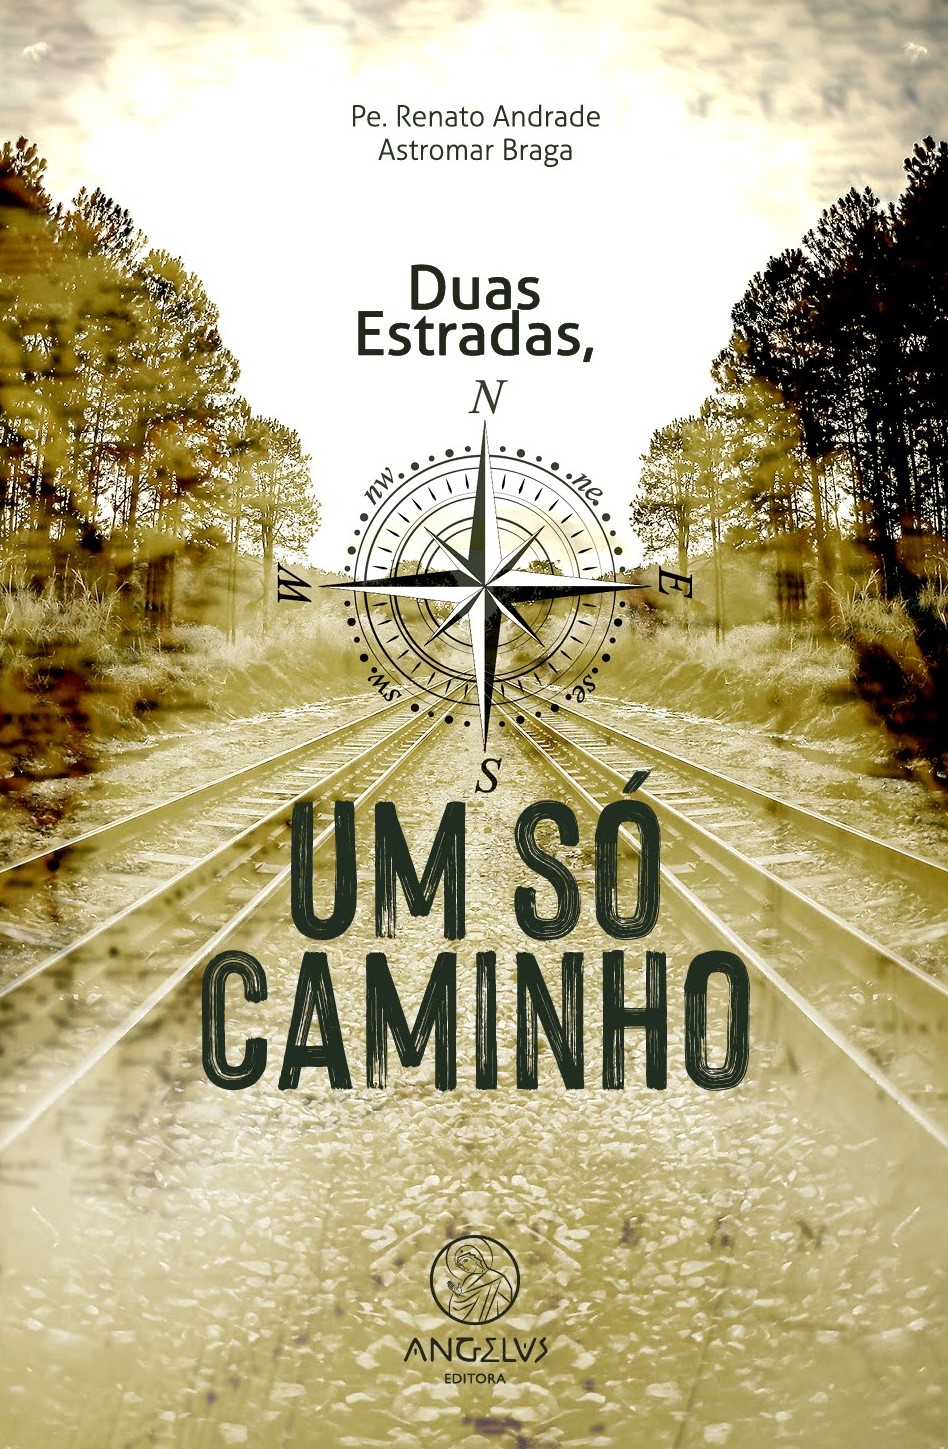 Pe. Renato Andrade
Astromar Braga
Duas
Estradas,
N
nw
ne
W
E
sw
se
S
UM SÓ
CAMINHO
ANGELVS
EDITORA